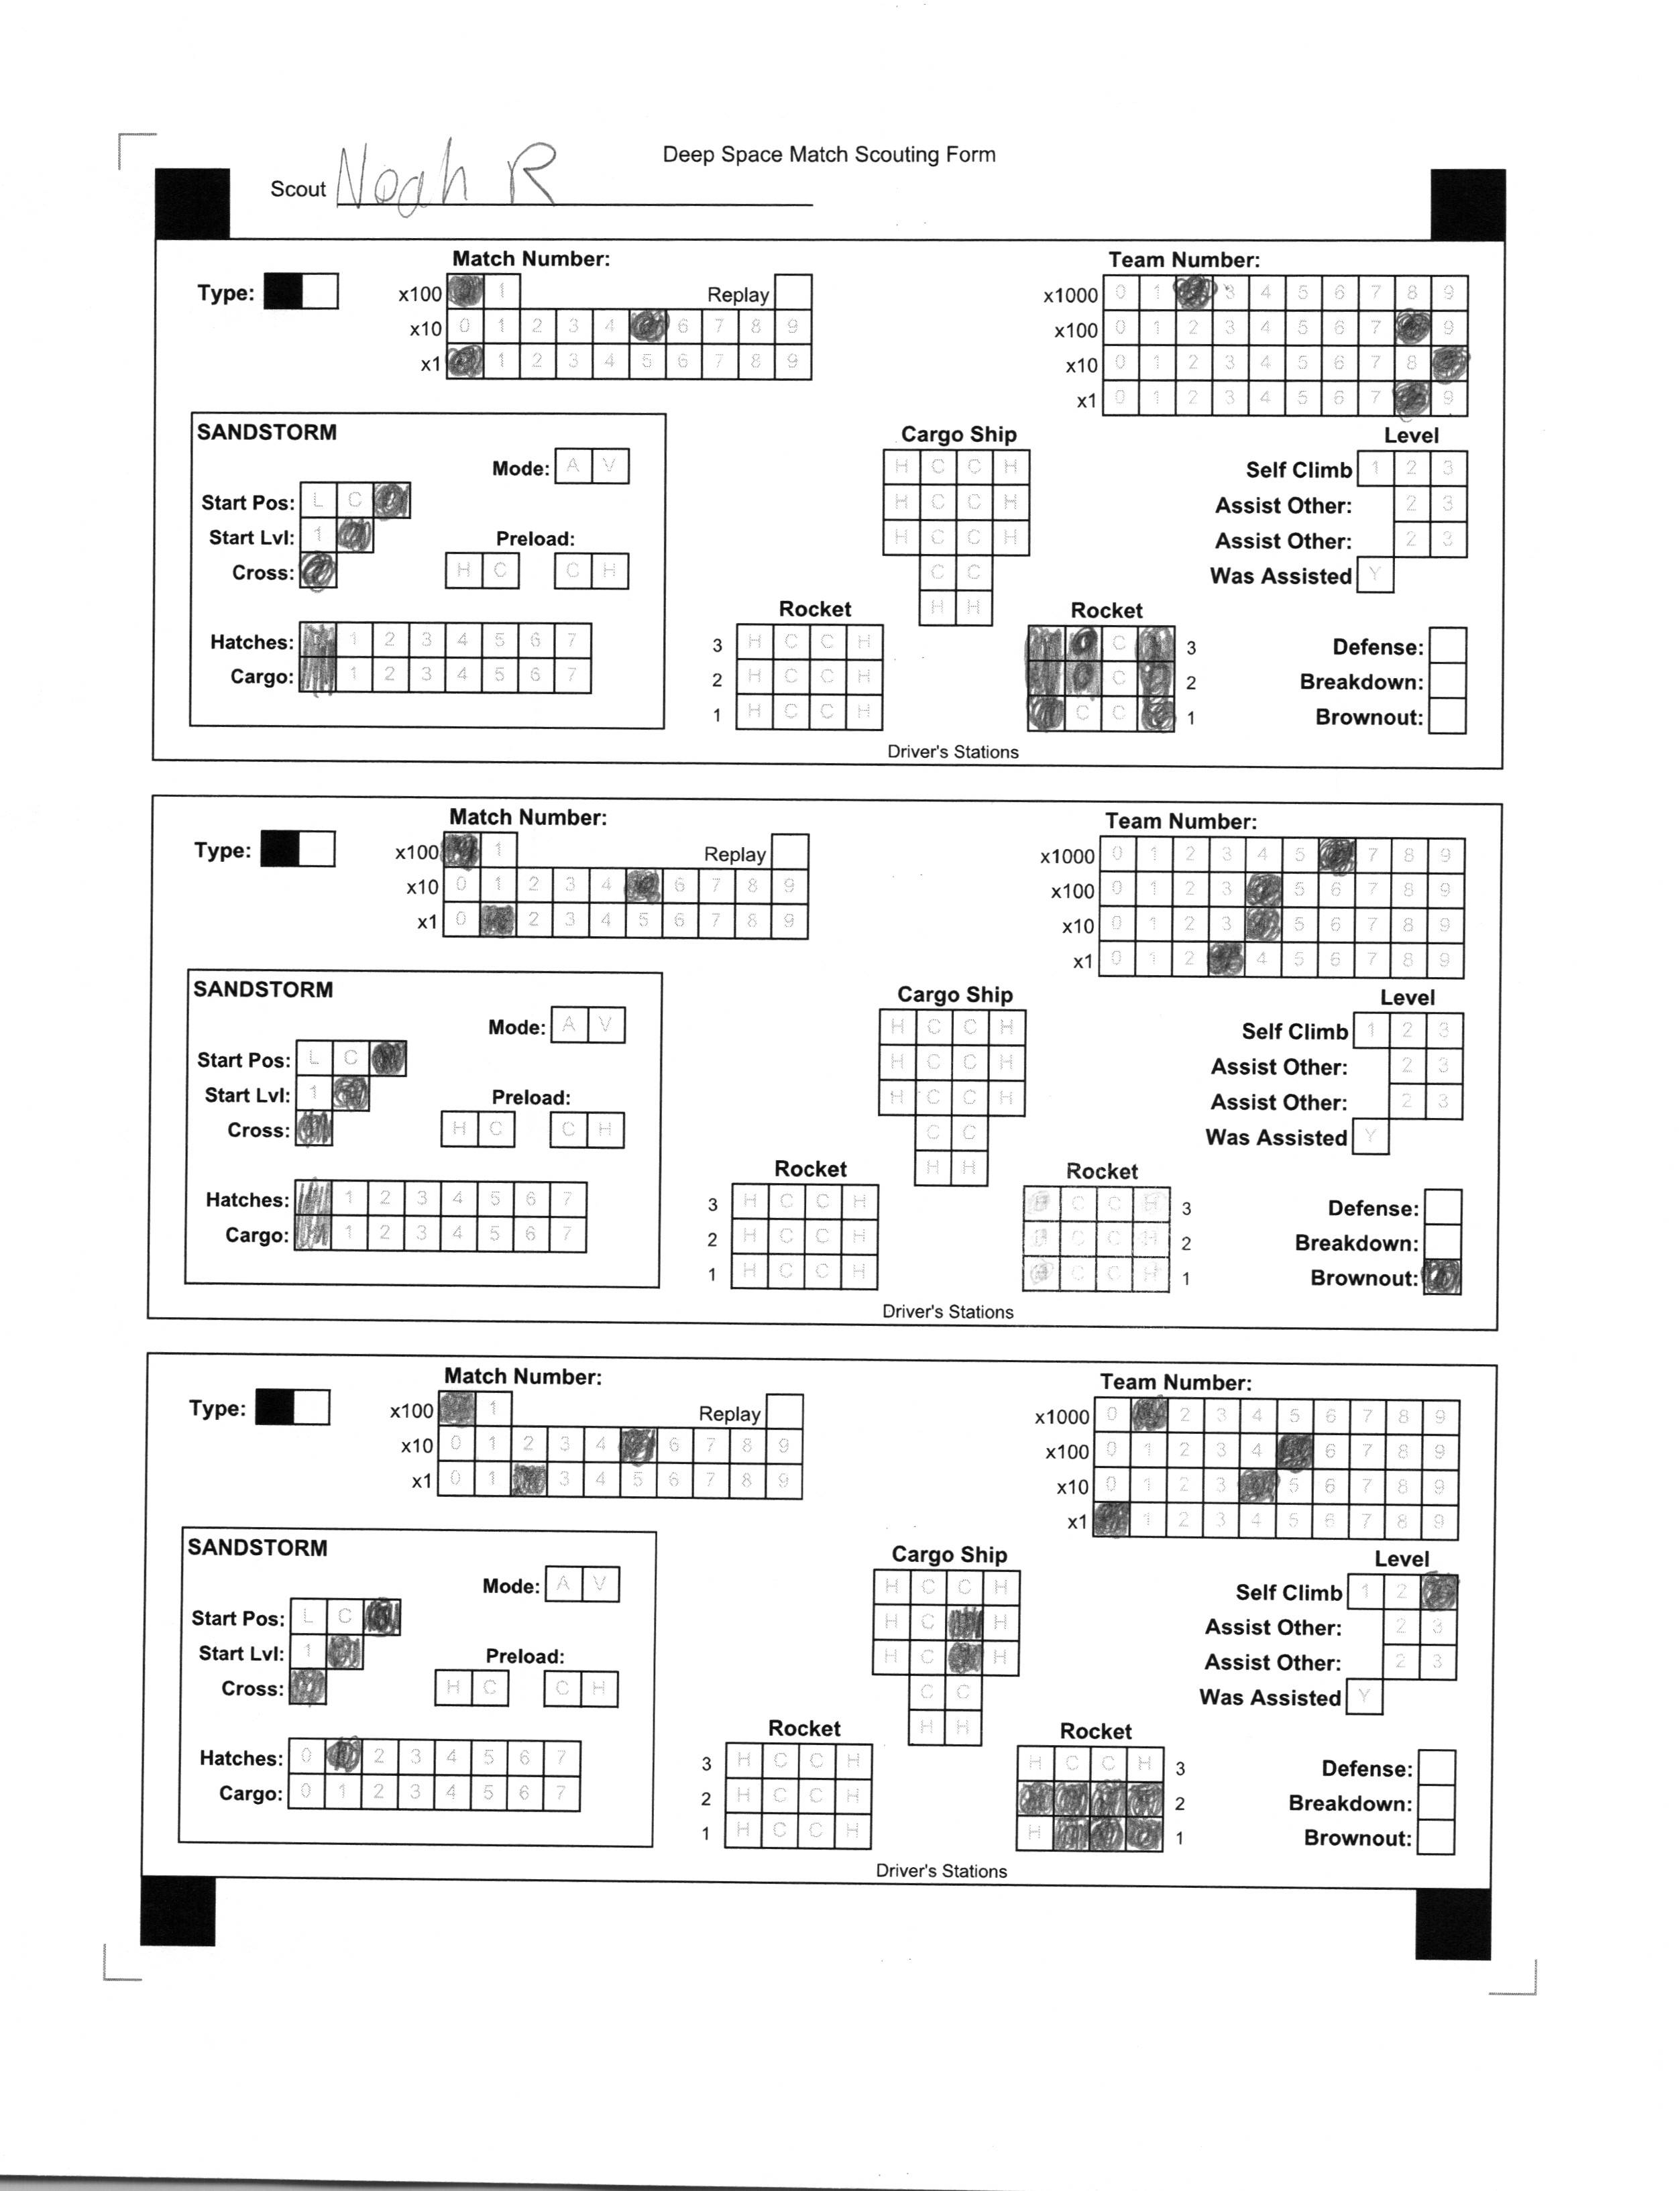 Deep Space Match Scouting Form
Scout Noah R
Match Number: Team Number:
Type: x100 1 Replay x1000 0 1 3 4 5 6 7 8 9
x10 0 1 2 3 4 6 7 8 9 x100 0 1 2 3 4 5 6 7 9
x1 1 2 3 4 5 6 7 8 9 x10 0 1 2 3 4 5 6 7 8
x1 0 1 2 3 4 5 6 7 9
SANDSTORM Cargo Ship Level
Mode: A V H C C H Self Climb 1 2 3
Start Pos: L C H C C H Assist Other: 2 3
Start Lvl: 1 Preload: H C C H Assist Other: 2 3
Cross: H C C H C C Was Assisted Y
H H
Rocket Rocket
Hatches: 1 2 3 4 5 6 7 3 H C C H C 3 Defense:
Cargo: 1 2 3 4 5 6 7 2 H C C H C 2 Breakdown:
1 H C C H C C 1 Brownout:
Driver's Stations
Match Number: Team Number:
Type: x100 1 Replay x1000 0 1 2 3 4 5 7 8 9
x10 0 1 2 3 4 6 7 8 9 x100 0 1 2 3 5 6 7 8 9
x1 0 2 3 4 5 6 7 8 9 x10 0 1 2 3 5 6 7 8 9
x1 0 1 2 4 5 6 7 8 9
SANDSTORM Cargo Ship Level
Mode: A V H C C H Self Climb 1 2 3
Start Pos: L C H C C H Assist Other: 2 3
Start Lvl: 1 Preload: H C C H Assist Other: 2 3
Cross: H C C H C C Was Assisted Y
H H
Rocket Rocket
Hatches: 1 2 3 4 5 6 7 3 H C C H H C C H 3 Defense:
Cargo: 1 2 3 4 5 6 7 2 H C C H H C C H 2 Breakdown:
1 H C C H H C C H 1 Brownout:
Driver's Stations
Match Number: Team Number:
Type: x100 1 Replay x1000 0 2 3 4 5 6 7 8 9
x10 0 1 2 3 4 6 7 8 9 x100 0 1 2 3 4 6 7 8 9
x1 0 1 3 4 5 6 7 8 9 x10 0 1 2 3 5 6 7 8 9
x1 1 2 3 4 5 6 7 8 9
SANDSTORM Cargo Ship Level
Mode: A V H C C H Self Climb 1 2
Start Pos: L C H C H Assist Other: 2 3
Start Lvl: 1 Preload: H C H Assist Other: 2 3
Cross: H C C H C C Was Assisted Y
H H
Rocket Rocket
Hatches: 0 2 3 4 5 6 7 3 H C C H H C C H 3 Defense:
Cargo: 0 1 2 3 4 5 6 7 2 H C C H 2 Breakdown:
1 H C C H H 1 Brownout:
Driver's Stations